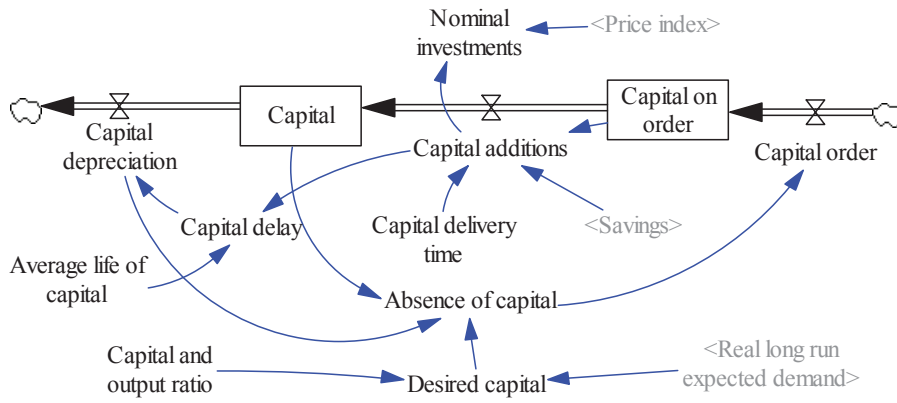 Nominal
investments
<Price index>
Capital
Capital on
order
Capital
depreciation
Capital additions
Capital order
Capital delay
Capital delivery
time
<Savings>
Average life of
capital
Absence of capital
Capital and
output ratio
Desired capital
<Real long run
expected demand>